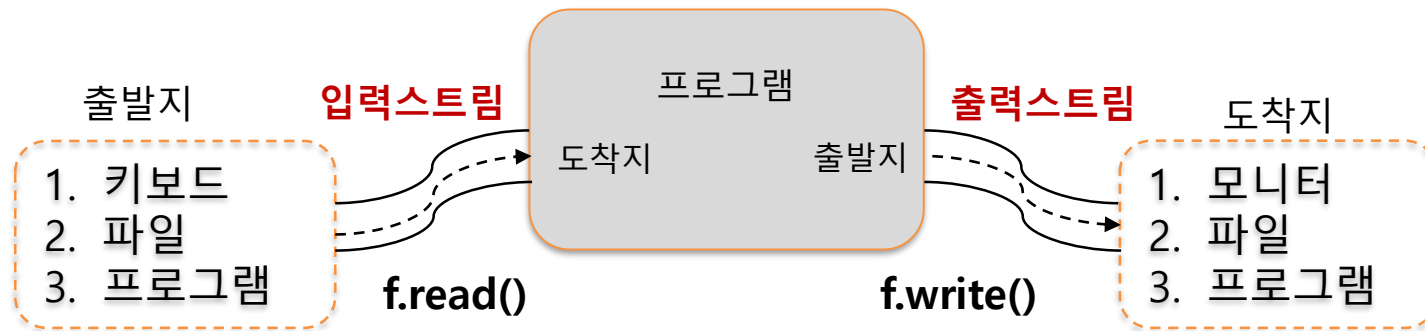 출발지
1. 키보드
2. 파일
3. 프로그램
입력스트림
f.read()
프로그램
도착지
출발지
출력스트림
f.write()
도착지
1. 모니터
2. 파일
3. 프로그램